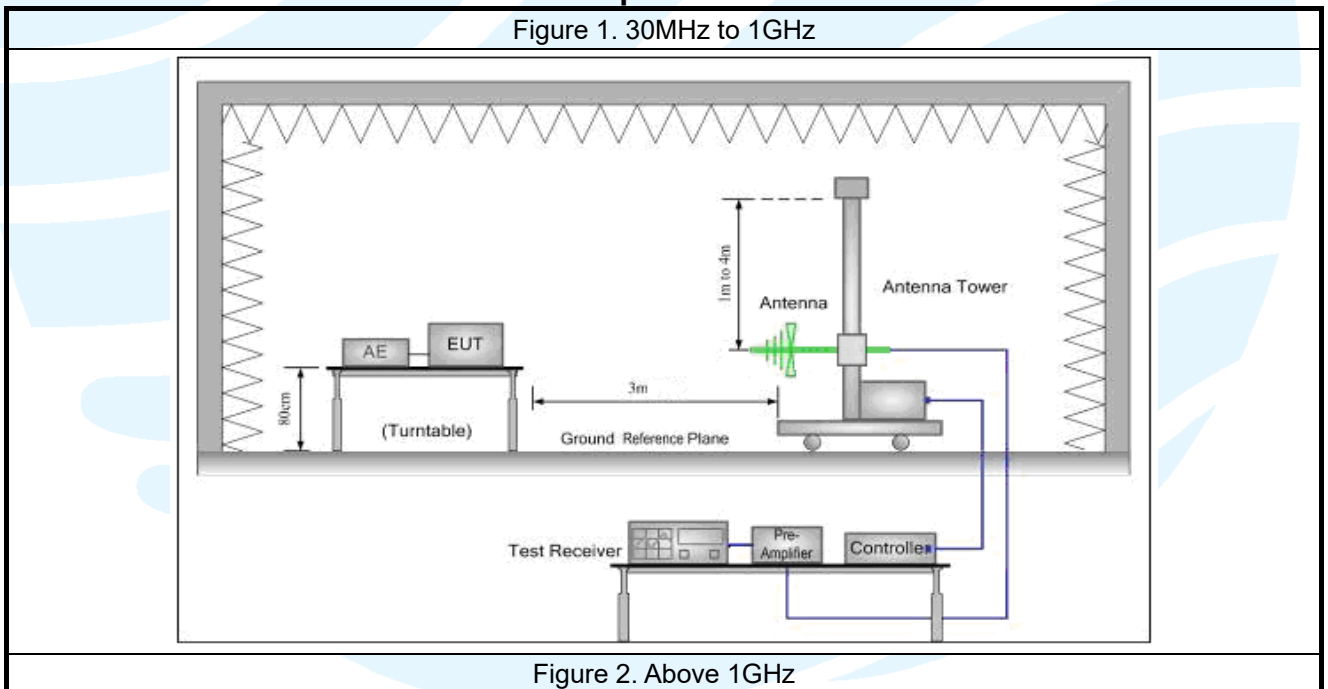 Figure 1. 30MHz to 1GHz
1m to 4m
Antenna
Antenna Tower
AE
EUT
80cm
(Turntable)
3m
Ground Reference Plane
Test Receiver
Pre-
Amplifier
Controlle
Figure 2. Above 1GHz